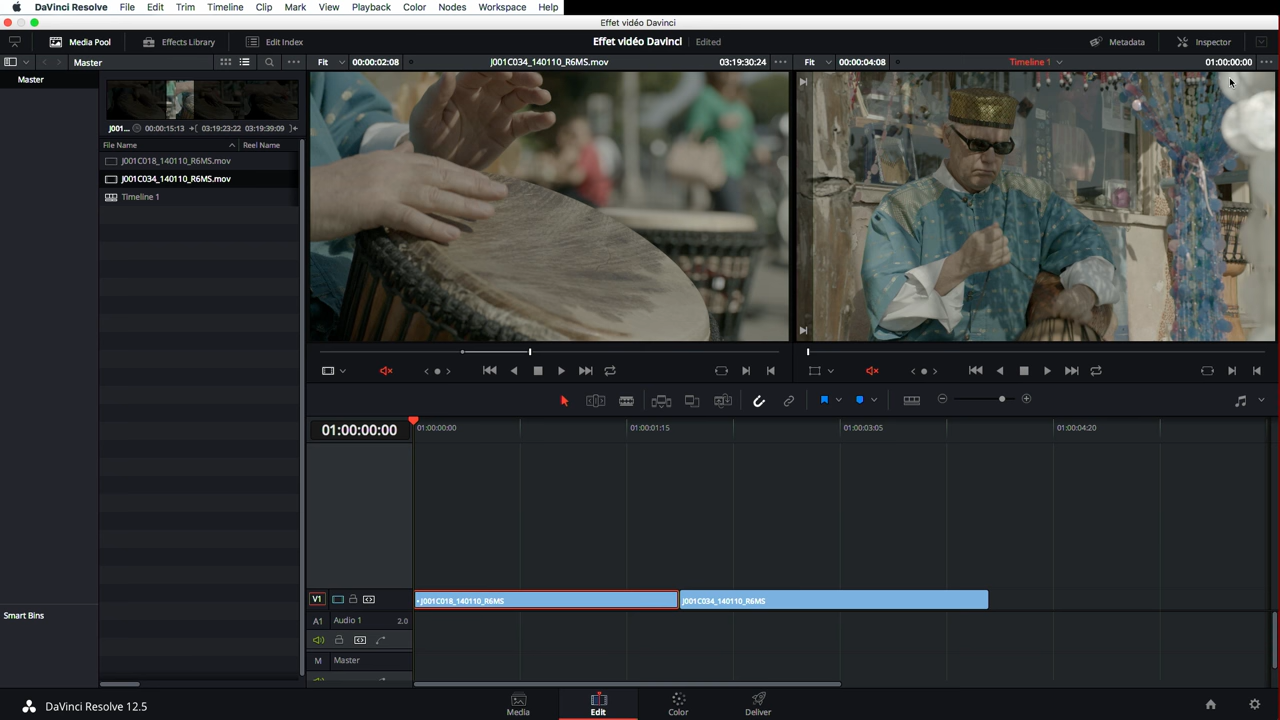 DaVinci Resolve File Edit Trim Timeline Clip Mark View Playback Color Nodes Workspace Help
Effet vidéo Davinci
Media Pool Effects Library Edit Index Effet vidéo Davinci Edited Metadata Inspector
Master Fit 00:00:02:08 J001C034_140110_R6MS.mov 03:19:30:24 Fit 00:00:04:08 Timeline 1 01:00:00:00
Master
J001... 00:00:15:13 03:19:23:22 03:19:39:09
File Name Reel Name
J001C018_140110_R6MS.mov
J001C034_140110_R6MS.mov
Timeline 1
01:00:00:00 01:00:00:00 01:00:01:15 01:00:03:05 01:00:04:20
V1 J001C018_140110_R6MS J001C034_140110_R6MS
Smart Bins
A1 Audio 1 2.0
M Master
DaVinci Resolve 12.5 Media Edit Color Deliver